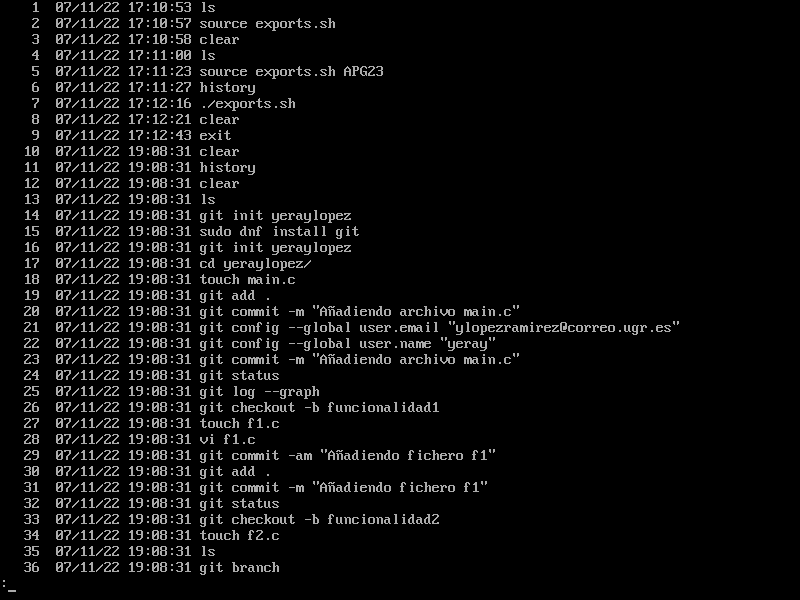 1 07/11/22 17:10:53 ls
2 07/11/22 17:10:57 source exports.sh
3 07/11/22 17:10:58 clear
4 07/11/22 17:11:00 ls
5 07/11/22 17:11:23 source exports.sh APG23
6 07/11/22 17:11:27 history
7 07/11/22 17:12:16 ./exports.sh
8 07/11/22 17:12:21 clear
9 07/11/22 17:12:43 exit
10 07/11/22 19:08:31 clear
11 07/11/22 19:08:31 history
12 07/11/22 19:08:31 clear
13 07/11/22 19:08:31 ls
14 07/11/22 19:08:31 git init yeraylopez
15 07/11/22 19:08:31 sudo dnf install git
16 07/11/22 19:08:31 git init yeraylopez
17 07/11/22 19:08:31 cd yeraylopez/
18 07/11/22 19:08:31 touch main.c
19 07/11/22 19:08:31 git add .
20 07/11/22 19:08:31 git commit -m "Añadiendo archivo main.c"
21 07/11/22 19:08:31 git config --global user.email "ylopezramirez@correo.ugr.es"
22 07/11/22 19:08:31 git config --global user.name "yeray"
23 07/11/22 19:08:31 git commit -m "Añadiendo archivo main.c"
24 07/11/22 19:08:31 git status
25 07/11/22 19:08:31 git log --graph
26 07/11/22 19:08:31 git checkout -b funcionalidad1
27 07/11/22 19:08:31 touch f1.c
28 07/11/22 19:08:31 vi f1.c
29 07/11/22 19:08:31 git commit -am "Añadiendo fichero f1"
30 07/11/22 19:08:31 git add .
31 07/11/22 19:08:31 git commit -m "Añadiendo fichero f1"
32 07/11/22 19:08:31 git status
33 07/11/22 19:08:31 git checkout -b funcionalidad2
34 07/11/22 19:08:31 touch f2.c
35 07/11/22 19:08:31 ls
36 07/11/22 19:08:31 git branch
:_